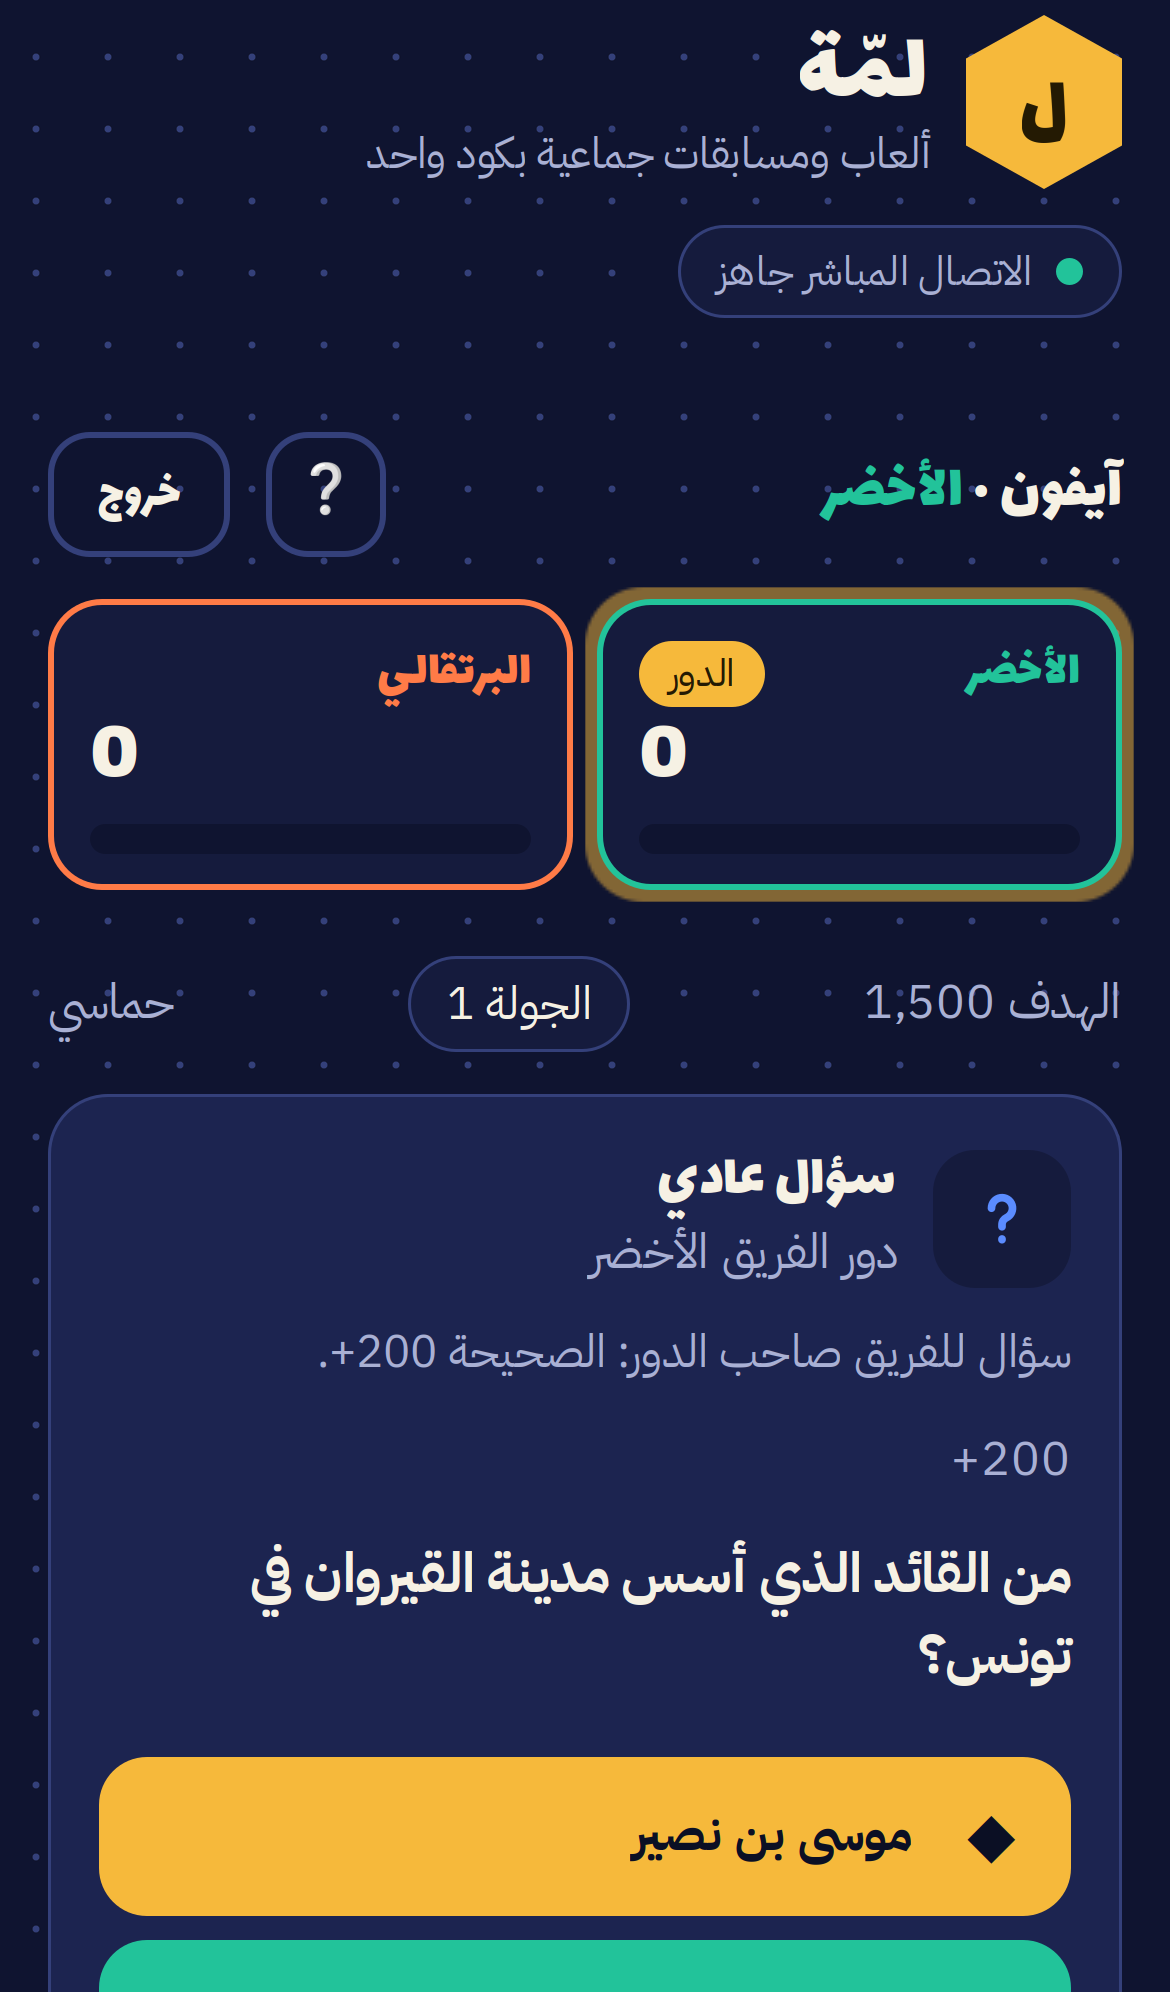 ل
لمّة
ألعاب ومسابقات جماعية بكود واحد
الاتصال المباشر جاهز
آيفون • الأخضر
?
خروج
الأخضر
الدور
0
البرتقالي
0
الهدف 1,500
الجولة 1
حماسي
?
سؤال عادي
دور الفريق الأخضر
سؤال للفريق صاحب الدور: الصحيحة 200+.
+200
من القائد الذي أسس مدينة القيروان في
تونس؟
◆ موسى بن نصير